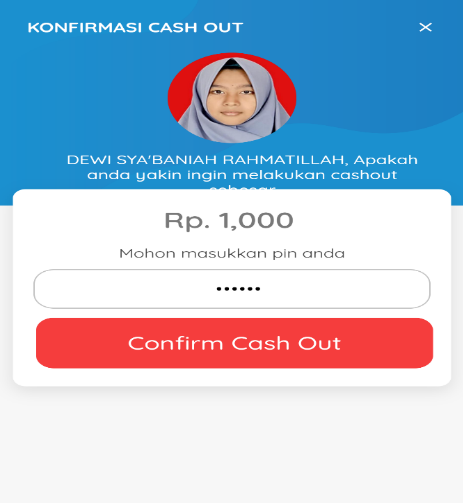 KONFIRMASI CASH OUT
DEWI SYA'BANIAH RAHMATILLAH, Apakah
anda yakin ingin melakukan cashout
sebesar
Rp. 1,000
Mohon masukkan pin anda
••••••
Confirm Cash Out